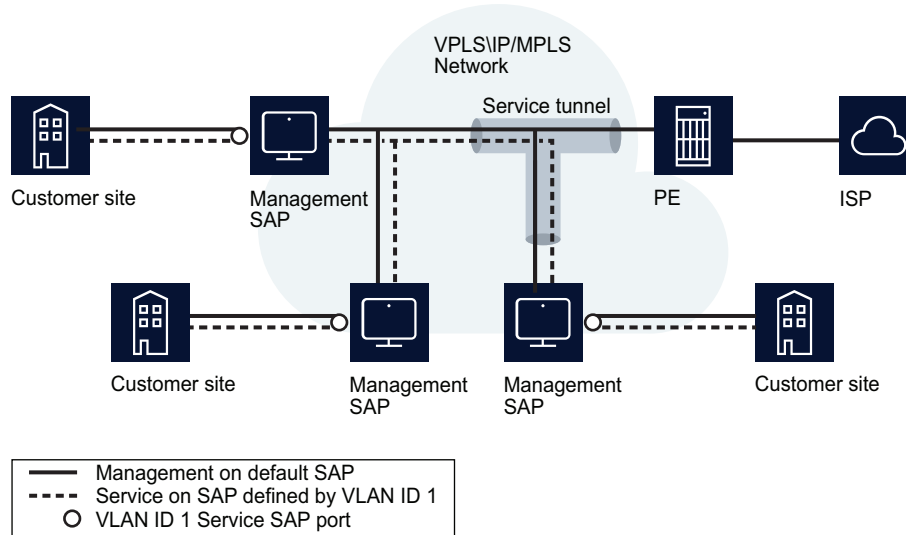 VPLS\IP/MPLS
Network
Service tunnel
Customer site
Management
SAP
PE
ISP
Customer site
Management
SAP
Management
SAP
Customer site
Management on default SAP
Service on SAP defined by VLAN ID 1
VLAN ID 1 Service SAP port